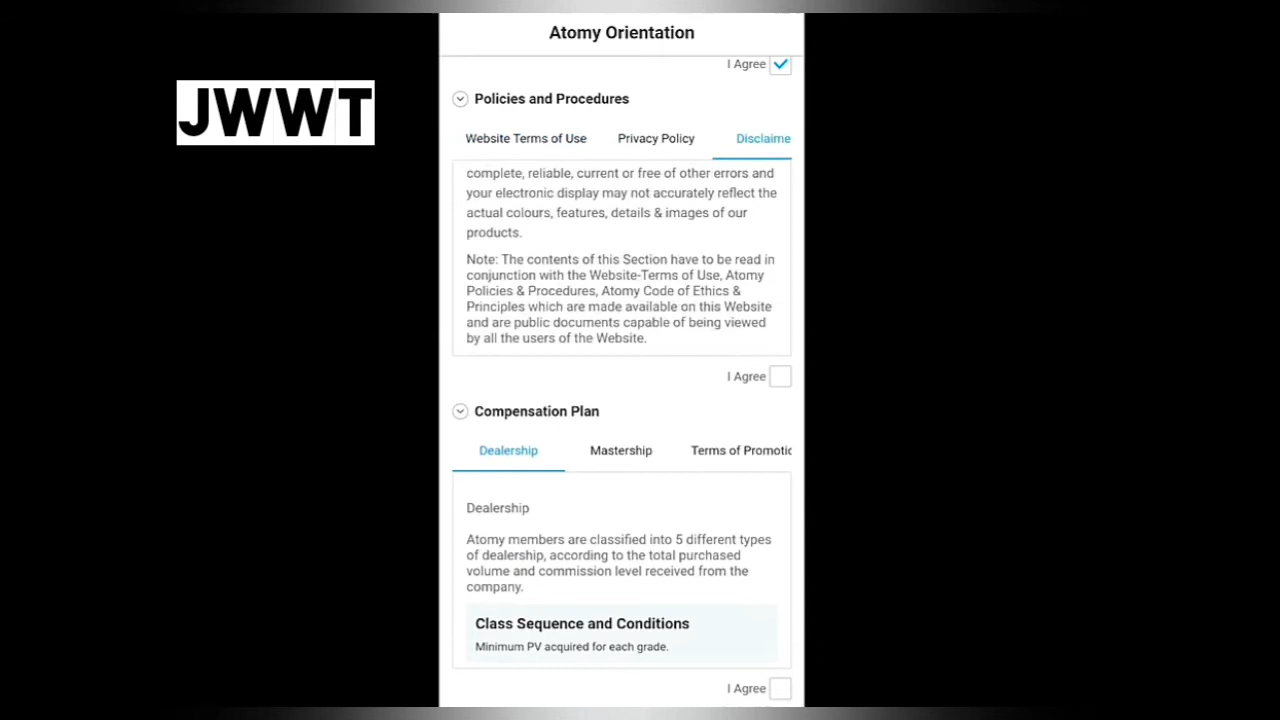 Atomy Orientation
JWWT
I Agree
Policies and Procedures
Website Terms of Use Privacy Policy Disclaime
complete, reliable, current or free of other errors and
your electronic display may not accurately reflect the
actual colours, features, details & images of our
products.
Note: The contents of this Section have to be read in
conjunction with the Website-Terms of Use, Atomy
Policies & Procedures, Atomy Code of Ethics &
Principles which are made available on this Website
and are public documents capable of being viewed
by all the users of the Website.
I Agree
Compensation Plan
Dealership Mastership Terms of Promotic
Dealership
Atomy members are classified into 5 different types
of dealership, according to the total purchased
volume and commission level received from the
company.
Class Sequence and Conditions
Minimum PV acquired for each grade.
I Agree